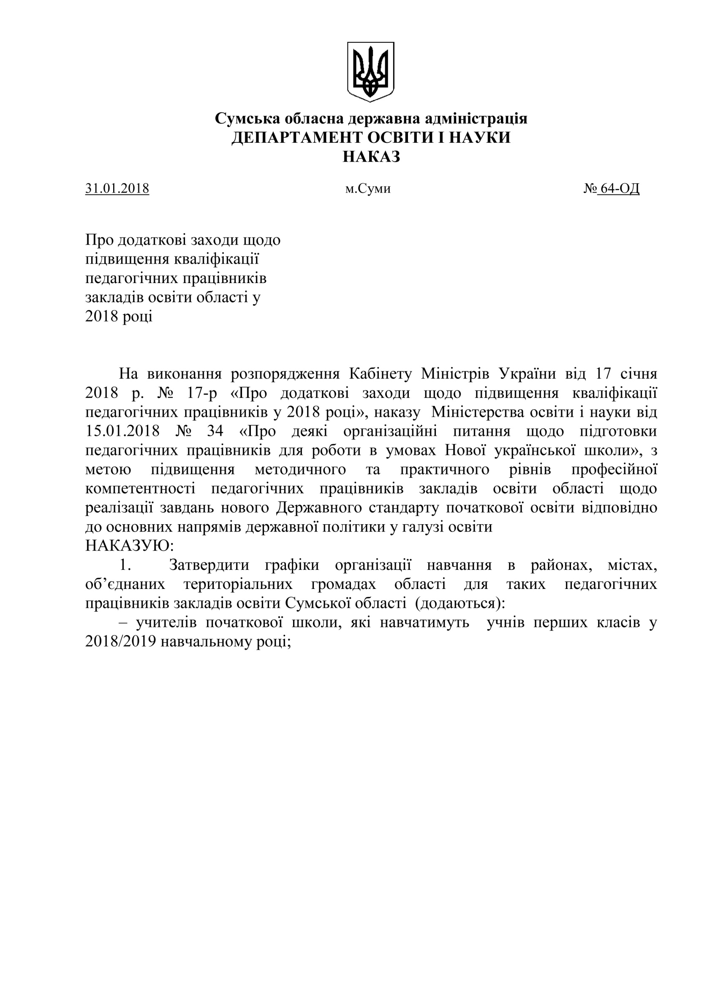 Сумська обласна державна адміністрація
ДЕПАРТАМЕНТ ОСВІТИ І НАУКИ
НАКАЗ
31.01.2018 м.Суми № 64-ОД
Про додаткові заходи щодо
підвищення кваліфікації
педагогічних працівників
закладів освіти області у
2018 році
На виконання розпорядження Кабінету Міністрів України від 17 січня
2018 р. № 17-р «Про додаткові заходи щодо підвищення кваліфікації
педагогічних працівників у 2018 році», наказу Міністерства освіти і науки від
15.01.2018 № 34 «Про деякі організаційні питання щодо підготовки
педагогічних працівників для роботи в умовах Нової української школи», з
метою підвищення методичного та практичного рівнів професійної
компетентності педагогічних працівників закладів освіти області щодо
реалізації завдань нового Державного стандарту початкової освіти відповідно
до основних напрямів державної політики у галузі освіти
НАКАЗУЮ:
1. Затвердити графіки організації навчання в районах, містах,
об’єднаних територіальних громадах області для таких педагогічних
працівників закладів освіти Сумської області (додаються):
– учителів початкової школи, які навчатимуть учнів перших класів у
2018/2019 навчальному році;